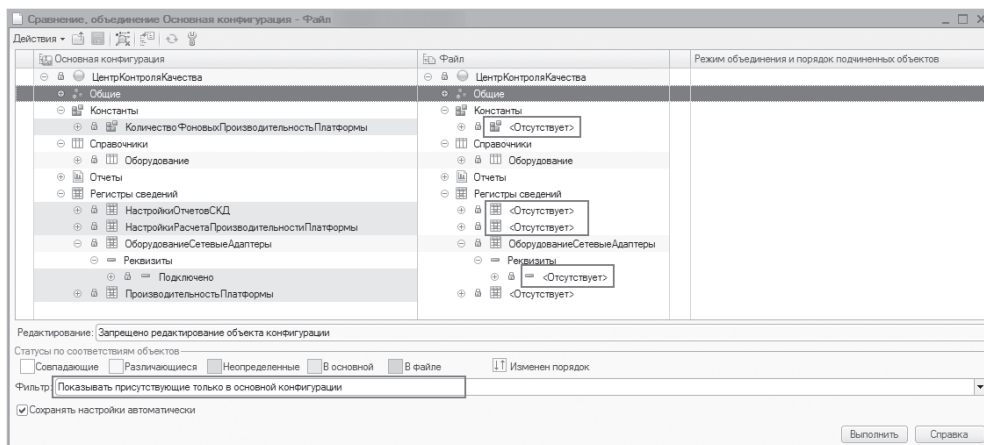 Сравнение, объединение Основная конфигурация - Файл
Действия
Основная конфигурация
Файл
Режим объединения и порядок подчиненных объектов
ЦентрКонтроляКачества
ЦентрКонтроляКачества
Общие
Общие
Константы
Константы
КоличествоФоновыхПроизводительностьПлатформы
<Отсутствует>
Справочники
Справочники
Оборудование
Оборудование
Отчеты
Отчеты
Регистры сведений
Регистры сведений
НастройкиОтчетовСКД
<Отсутствует>
НастройкиРасчетаПроизводительностиПлатформы
<Отсутствует>
ОборудованиеСетевыеАдаптеры
ОборудованиеСетевыеАдаптеры
Реквизиты
Реквизиты
Подключено
<Отсутствует>
ПроизводительностьПлатформы
<Отсутствует>
Редактирование: Запрещено редактирование объекта конфигурации
Статусы по соответствиям объектов
Совпадающие Различающиеся Неопределенные В основной В файле Изменен порядок
Фильтр: Показывать присутствующие только в основной конфигурации
Сохранять настройки автоматически
Выполнить Справка